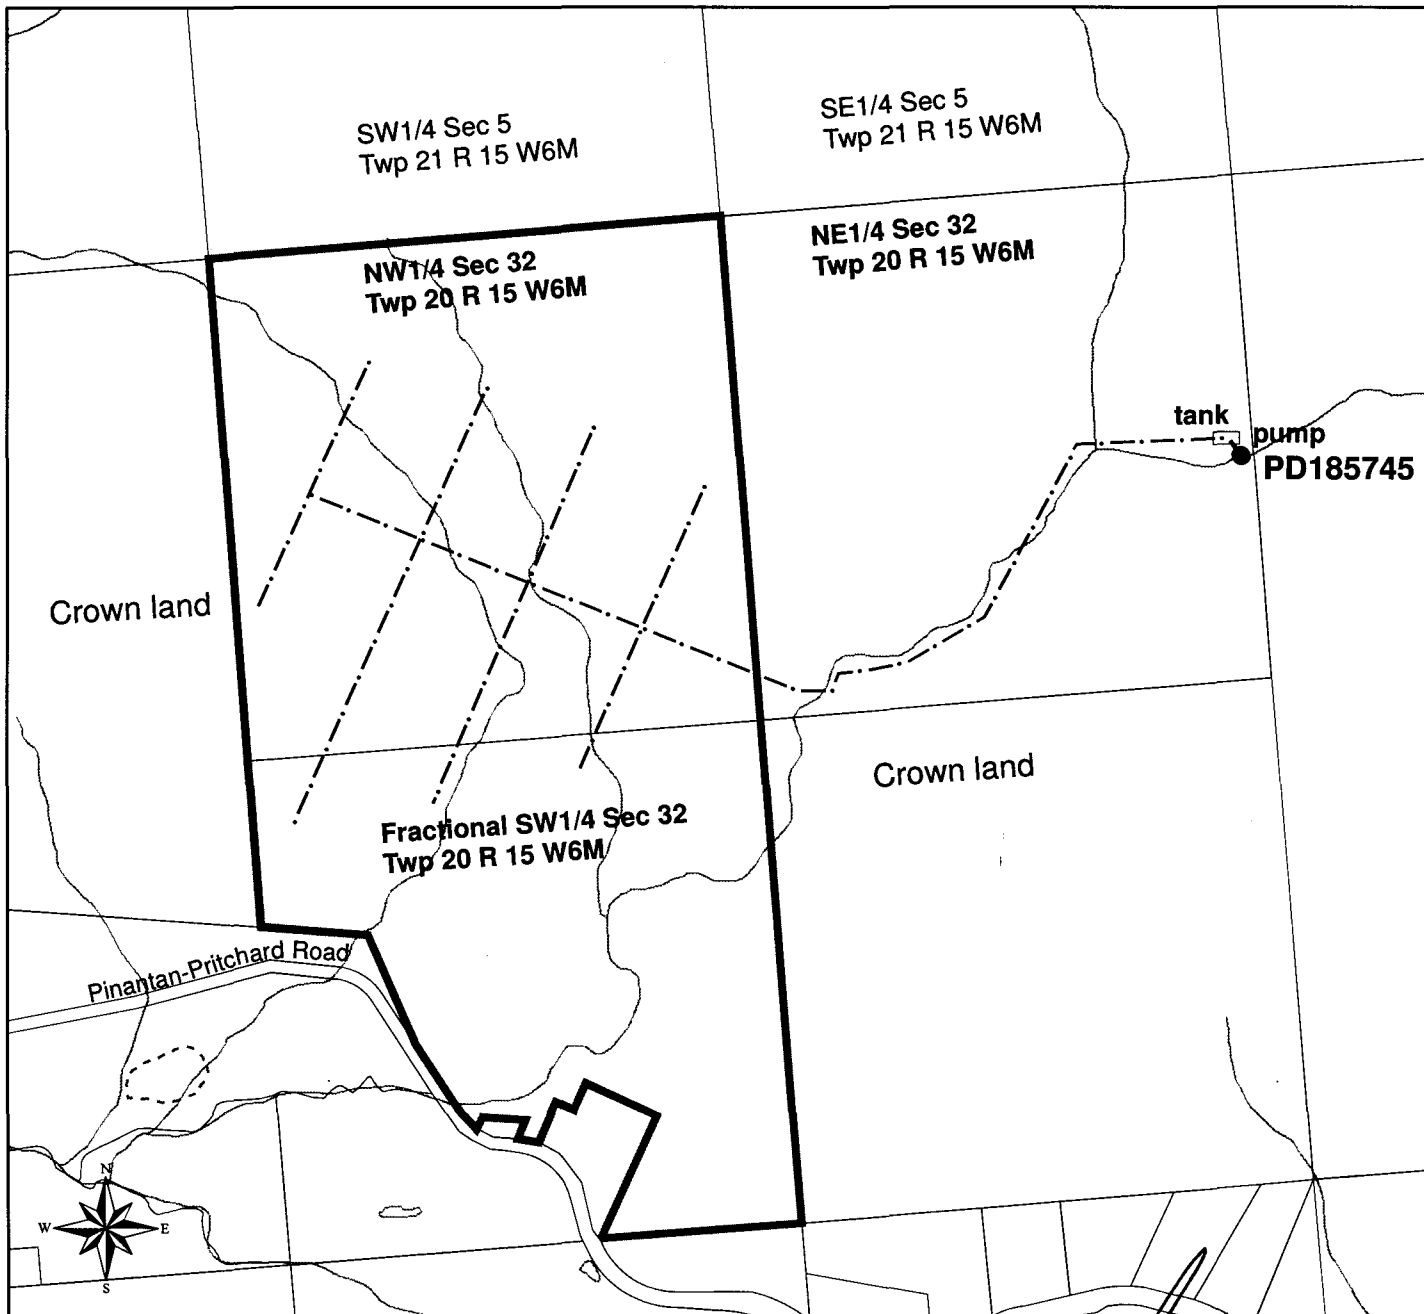 SW1/4 Sec 5
Twp 21 R 15 W6M
SE1/4 Sec 5
Twp 21 R 15 W6M
NW1/4 Sec 32
Twp 20 R 15 W6M
NE1/4 Sec 32
Twp 20 R 15 W6M
tank
pump
PD185745
Crown land
Crown land
Fractional SW1/4 Sec 32
Twp 20 R 15 W6M
Pinantan-Pritchard Road
N
W
E
S